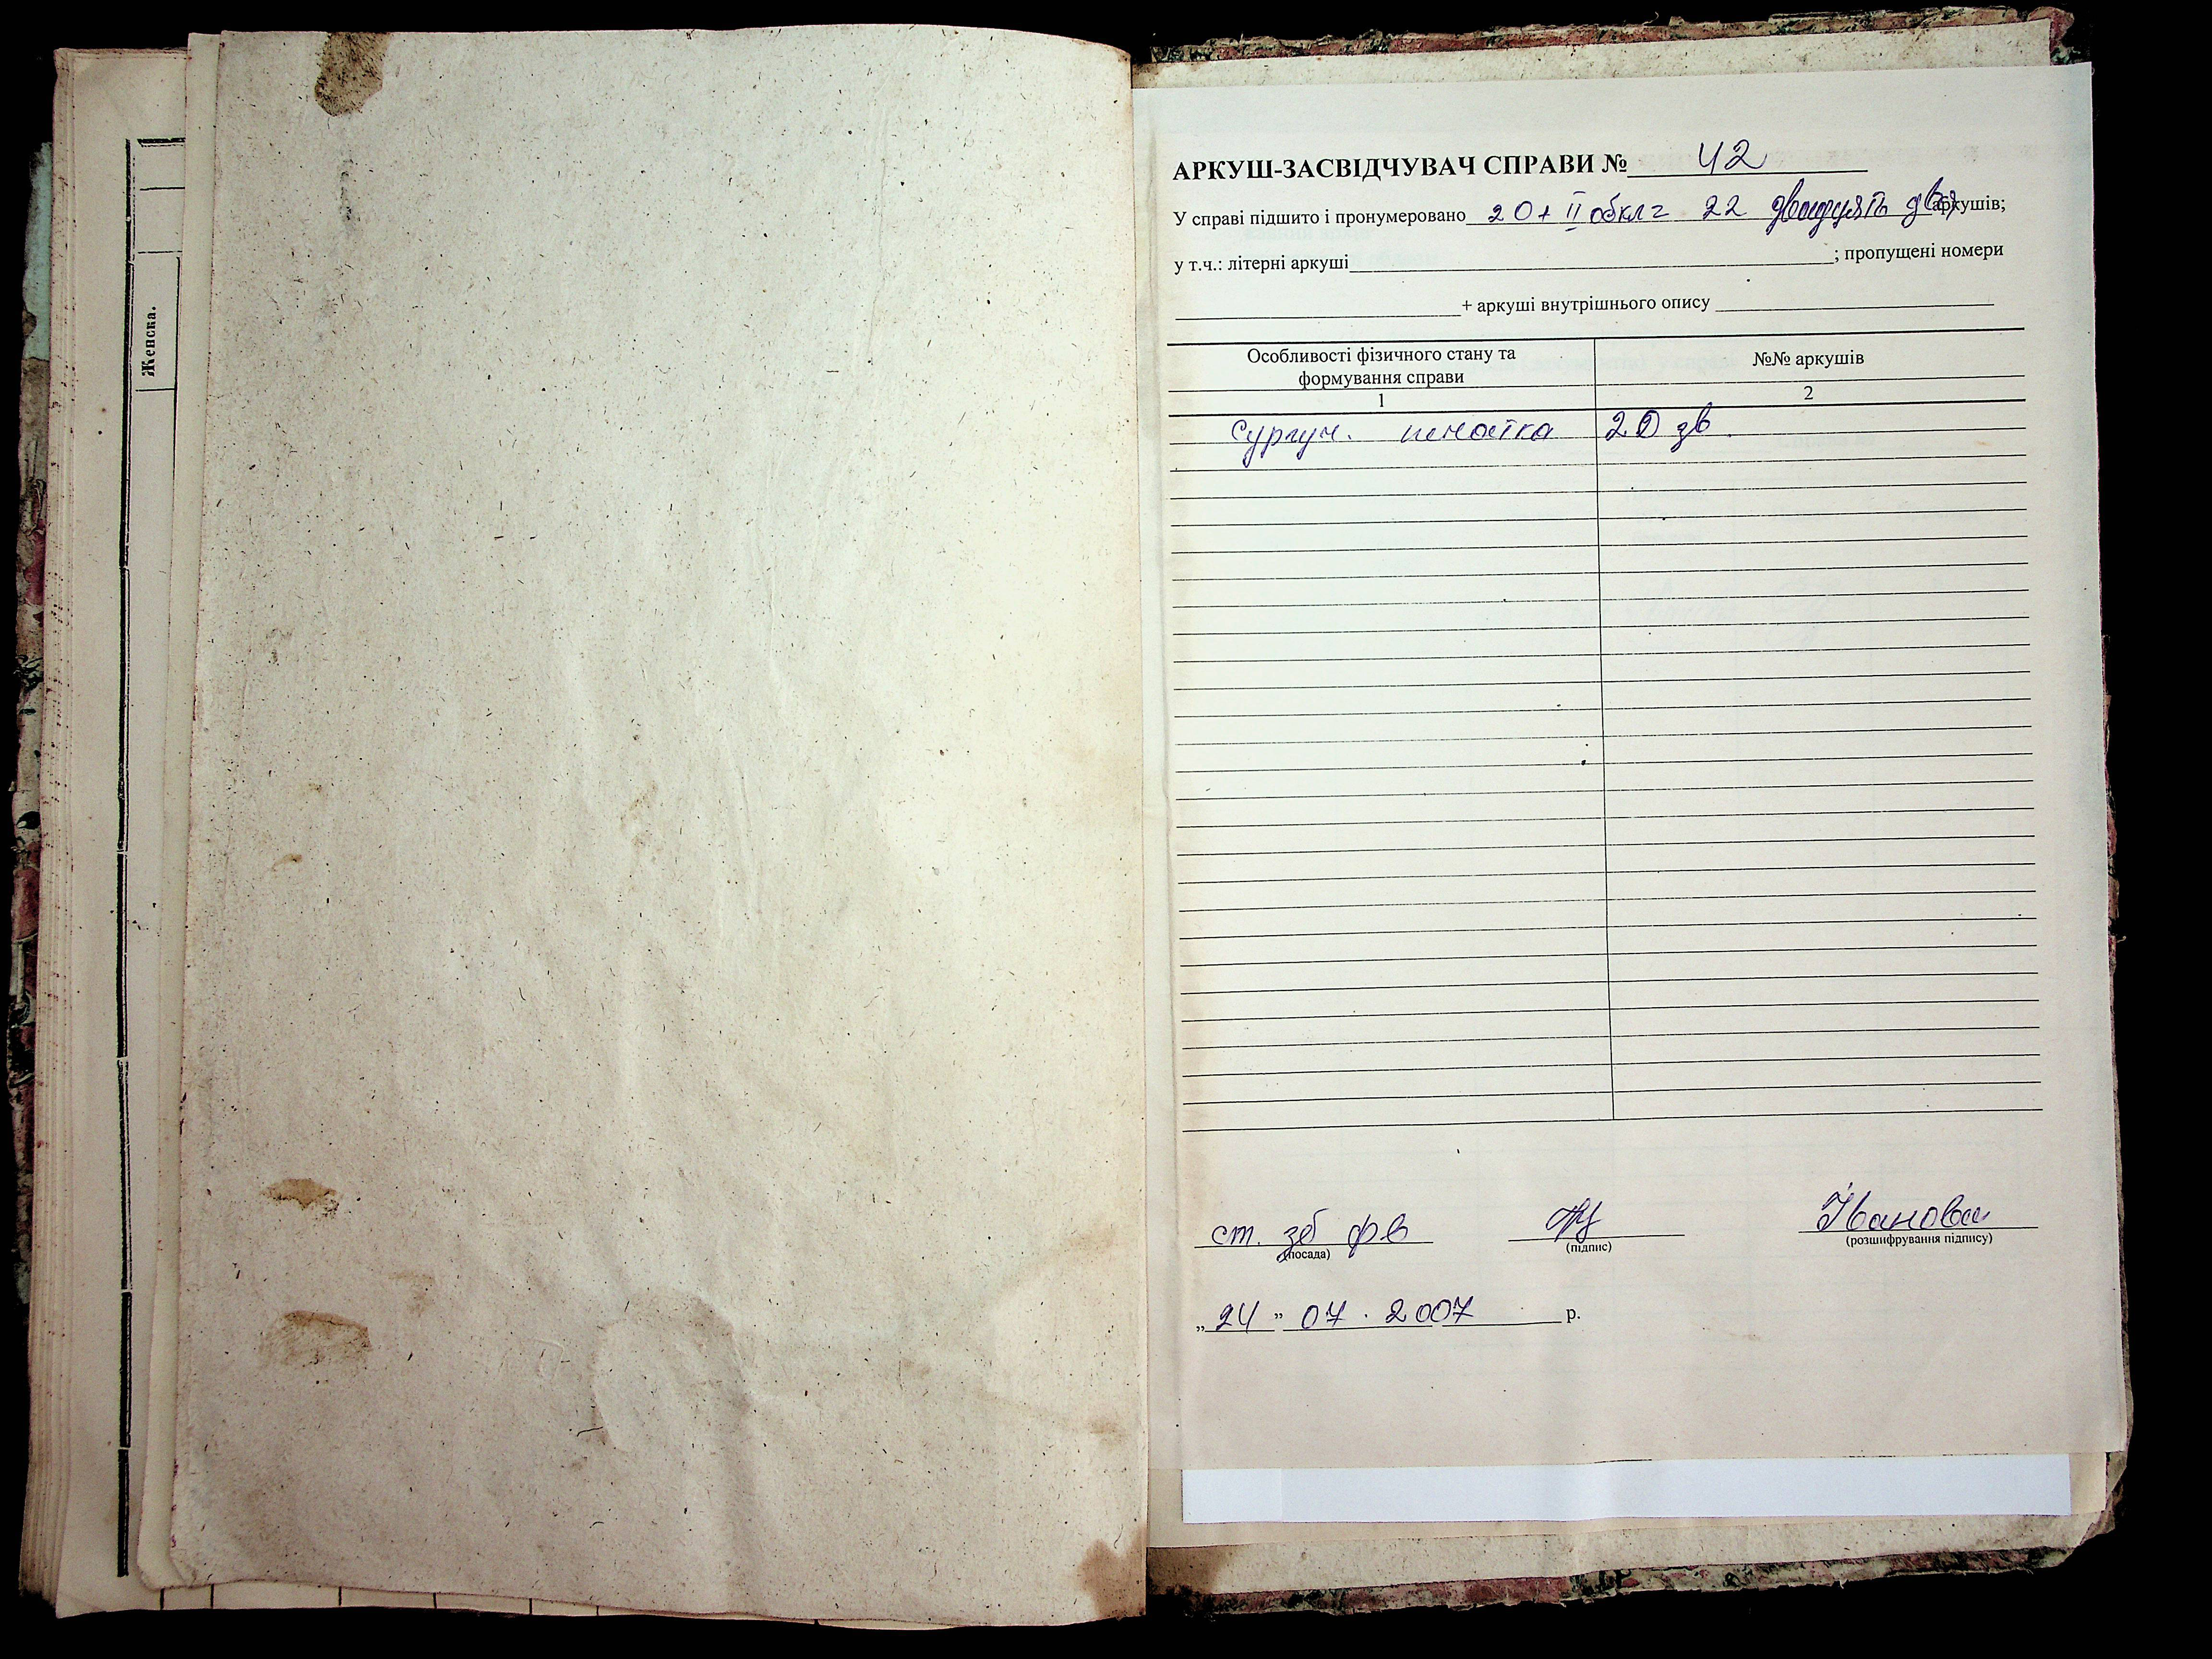 Женска.
АРКУШ-ЗАСВІДЧУВАЧ СПРАВИ № 42
У справі підшито і пронумеровано 20 + II обкл = 22 двадцять два аркушів;
у т.ч.: літерні аркуші ; пропущені номери
+ аркуші внутрішнього опису
Особливості фізичного стану та формування справи
№№ аркушів
1
2
Сургуч. печатка 20 зв
ст. зб фв
Іванова
(посада) (підпис) (розшифрування підпису)
„ 24 ” 07 . 2007 р.